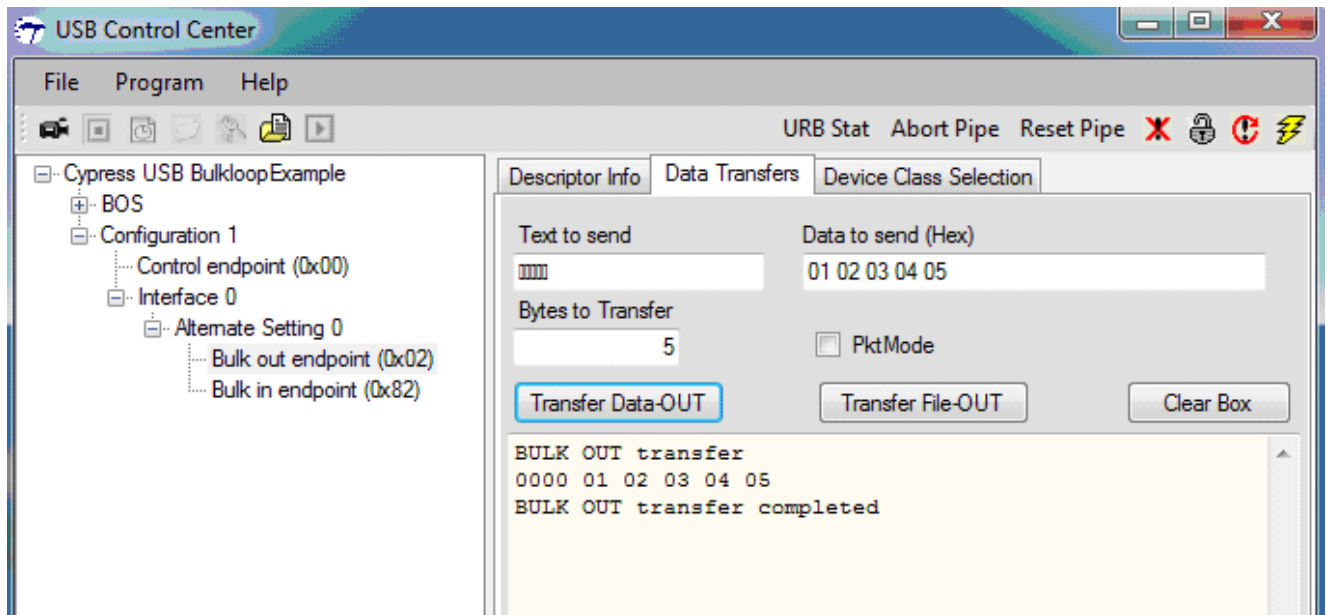 USB Control Center
File Program Help
URB Stat Abort Pipe Reset Pipe
Cypress USB BulkloopExample
BOS
Configuration 1
Control endpoint (0x00)
Interface 0
Alternate Setting 0
Bulk out endpoint (0x02)
Bulk in endpoint (0x82)
Descriptor Info Data Transfers Device Class Selection
Text to send Data to send (Hex)
01 02 03 04 05
Bytes to Transfer
5 PktMode
Transfer Data-OUT Transfer File-OUT Clear Box
BULK OUT transfer
0000 01 02 03 04 05
BULK OUT transfer completed